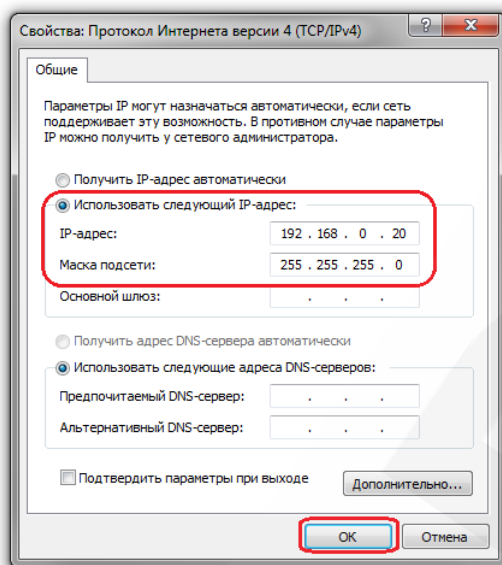 Свойства: Протокол Интернета версии 4 (TCP/IPv4)
Общие
Параметры IP могут назначаться автоматически, если сеть
поддерживает эту возможность. В противном случае параметры
IP можно получить у сетевого администратора.
Получить IP-адрес автоматически
Использовать следующий IP-адрес:
IP-адрес: 192 . 168 . 0 . 20
Маска подсети: 255 . 255 . 255 . 0
Основной шлюз: . . .
Получить адрес DNS-сервера автоматически
Использовать следующие адреса DNS-серверов:
Предпочитаемый DNS-сервер: . . .
Альтернативный DNS-сервер: . . .
Подтвердить параметры при выходе
Дополнительно...
ОК Отмена